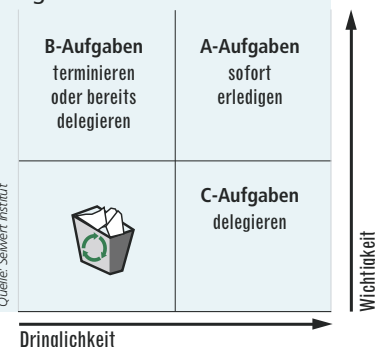 B-Aufgaben
terminieren
oder bereits
delegieren
A-Aufgaben
sofort
erledigen
C-Aufgaben
delegieren
Quelle: Seiwert Institut
Wichtigkeit
Dringlichkeit